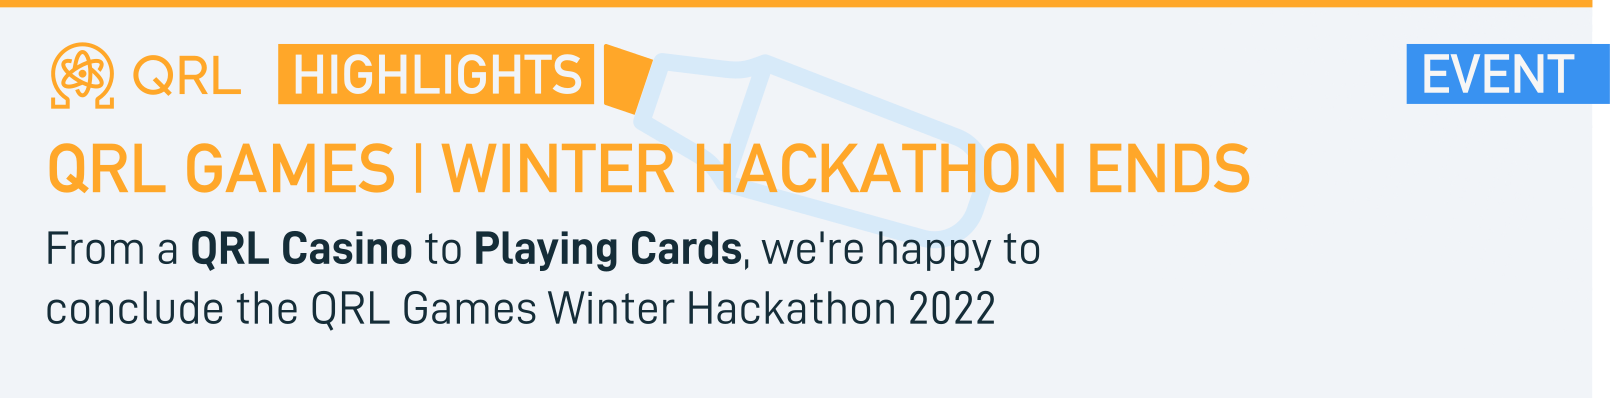 QRL HIGHLIGHTS EVENT
QRL GAMES | WINTER HACKATHON ENDS
From a QRL Casino to Playing Cards, we're happy to
conclude the QRL Games Winter Hackathon 2022